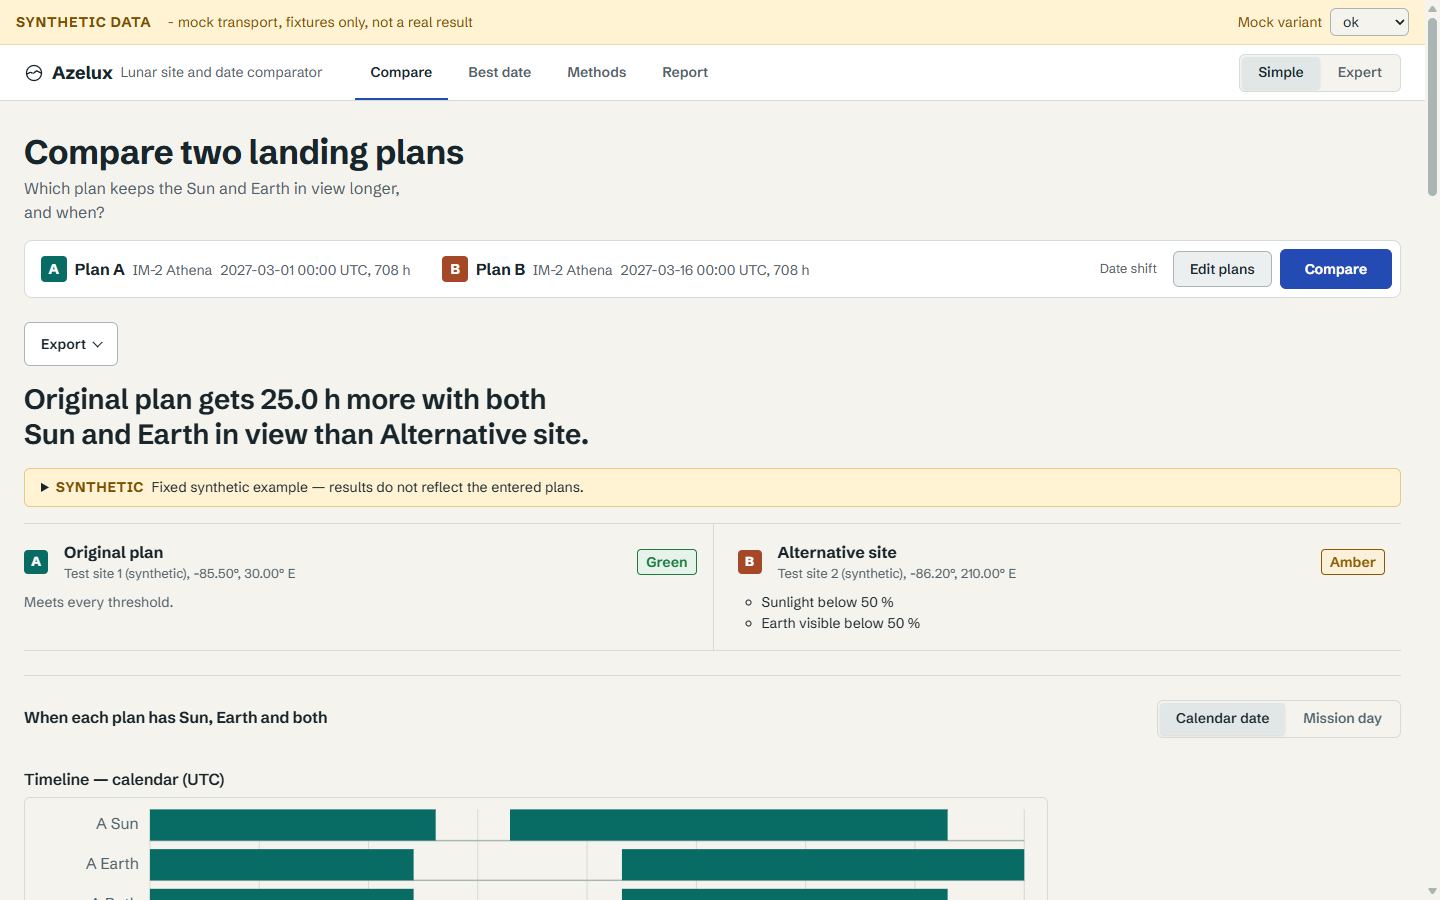 SYNTHETIC DATA - mock transport, fixtures only, not a real result Mock variant ok
Azelux Lunar site and date comparator Compare Best date Methods Report Simple Expert
Compare two landing plans
Which plan keeps the Sun and Earth in view longer,
and when?
A Plan A IM-2 Athena 2027-03-01 00:00 UTC, 708 h B Plan B IM-2 Athena 2027-03-16 00:00 UTC, 708 h Date shift Edit plans Compare
Export
Original plan gets 25.0 h more with both
Sun and Earth in view than Alternative site.
SYNTHETIC Fixed synthetic example — results do not reflect the entered plans.
A Original plan Green
Test site 1 (synthetic), -85.50°, 30.00° E
Meets every threshold.
B Alternative site Amber
Test site 2 (synthetic), -86.20°, 210.00° E
Sunlight below 50 %
Earth visible below 50 %
When each plan has Sun, Earth and both Calendar date Mission day
Timeline — calendar (UTC)
A Sun
A Earth